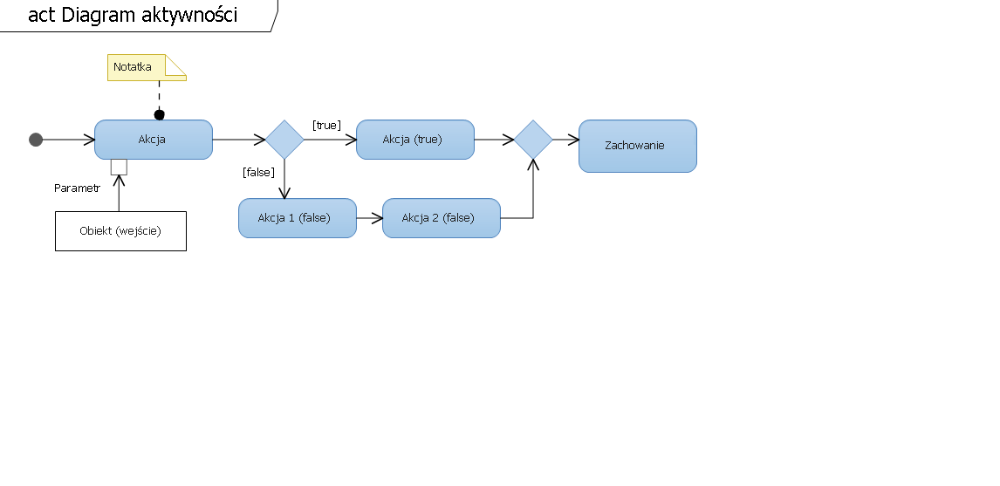 act Diagram aktywności
Notatka
Akcja
[true]
Akcja (true)
Zachowanie
[false]
Parametr
Akcja 1 (false)
Akcja 2 (false)
Obiekt (wejście)